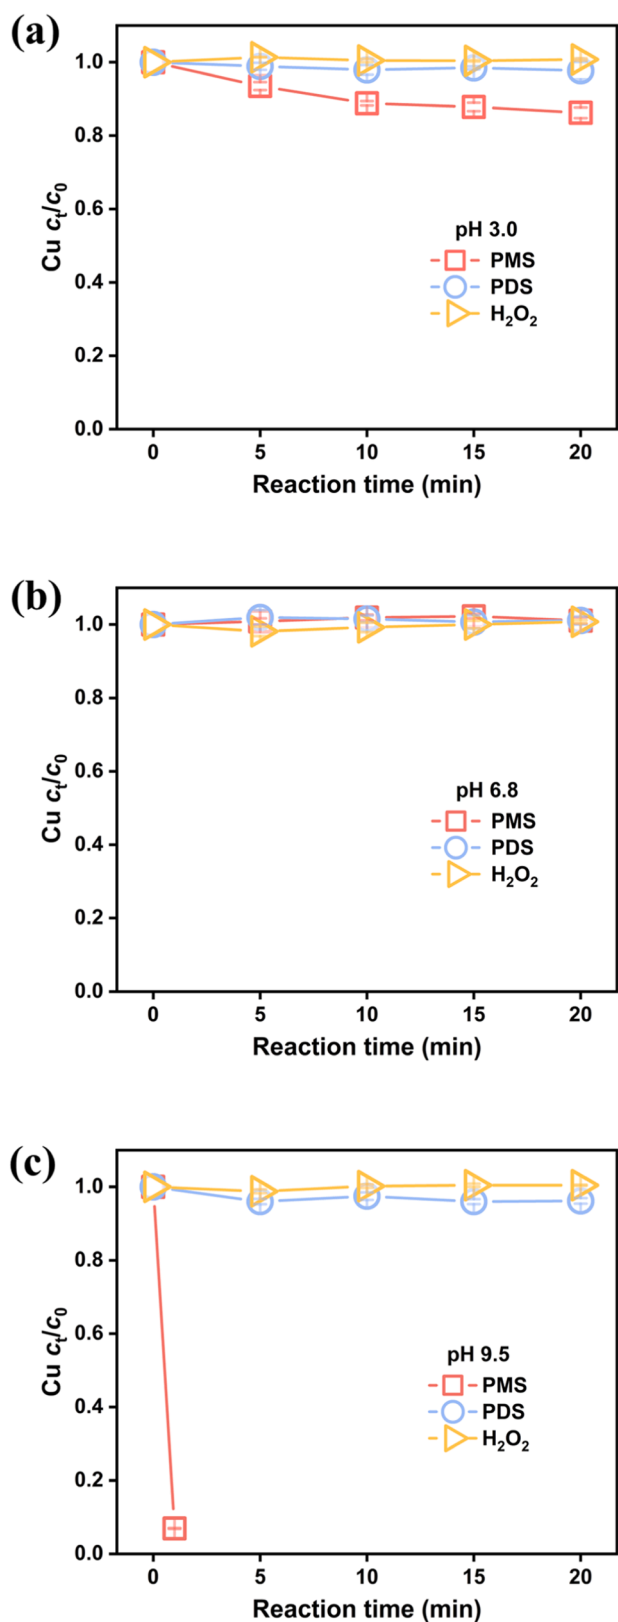 (a)
Cu cₜ/c₀
1.0
0.8
0.6
0.4
0.2
0.0
pH 3.0
PMS
PDS
H₂O₂
0 5 10 15 20
Reaction time (min)
(b)
Cu cₜ/c₀
1.0
0.8
0.6
0.4
0.2
0.0
pH 6.8
PMS
PDS
H₂O₂
0 5 10 15 20
Reaction time (min)
(c)
Cu cₜ/c₀
1.0
0.8
0.6
0.4
0.2
0.0
pH 9.5
PMS
PDS
H₂O₂
0 5 10 15 20
Reaction time (min)